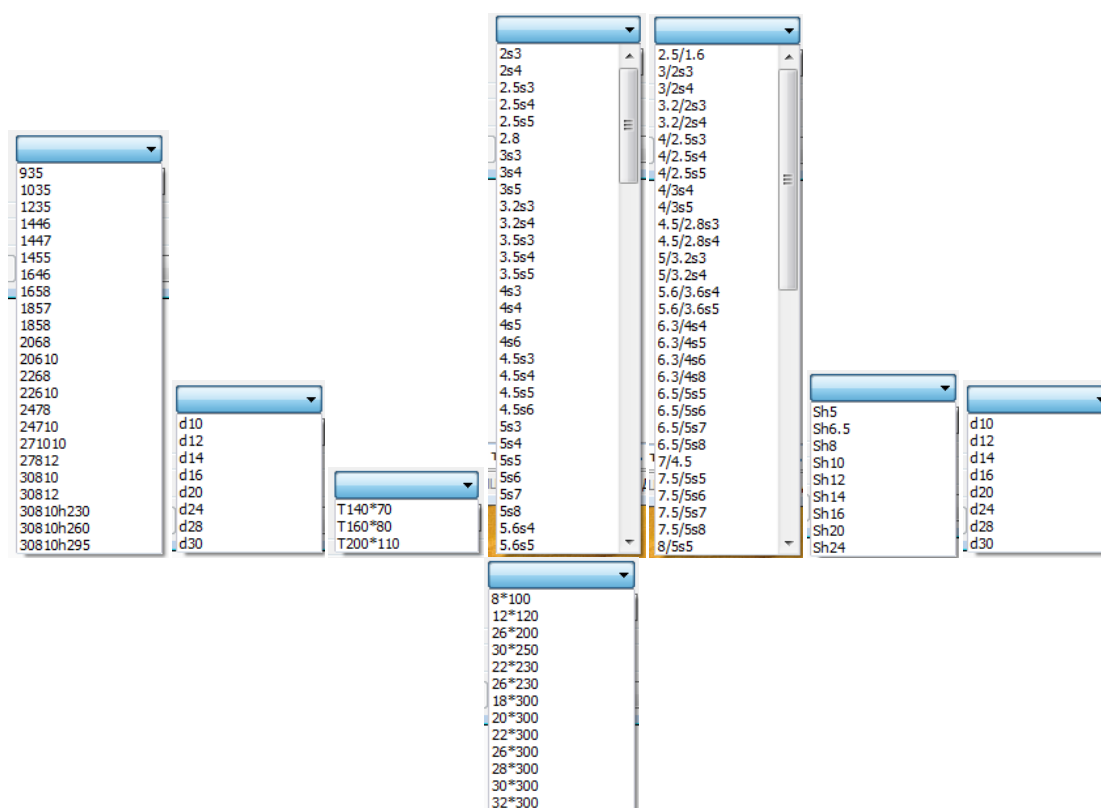 935
1035
1235
1446
1447
1455
1646
1658
1857
1858
2068
20610
2268
22610
2478
24710
271010
27812
30810
30812
30810h230
30810h260
30810h295
d10
d12
d14
d16
d20
d24
d28
d30
T140*70
T160*80
T200*110
2s3
2s4
2.5s3
2.5s4
2.5s5
2.8
3s3
3s4
3s5
3.2s3
3.2s4
3.5s3
3.5s4
3.5s5
4s3
4s4
4s5
4s6
4.5s3
4.5s4
4.5s5
4.5s6
5s3
5s4
5s5
5s6
5s7
5s8
5.6s4
5.6s5
2.5/1.6
3/2s3
3/2s4
3.2/2s3
3.2/2s4
4/2.5s3
4/2.5s4
4/2.5s5
4/3s4
4/3s5
4.5/2.8s3
4.5/2.8s4
5/3.2s3
5/3.2s4
5.6/3.6s4
5.6/3.6s5
6.3/4s4
6.3/4s5
6.3/4s6
6.3/4s8
6.5/5s5
6.5/5s6
6.5/5s7
6.5/5s8
7/4.5
7.5/5s5
7.5/5s6
7.5/5s7
7.5/5s8
8/5s5
Sh5
Sh6.5
Sh8
Sh10
Sh12
Sh14
Sh16
Sh20
Sh24
d10
d12
d14
d16
d20
d24
d28
d30
8*100
12*120
26*200
30*250
22*230
26*230
18*300
20*300
22*300
26*300
28*300
30*300
32*300